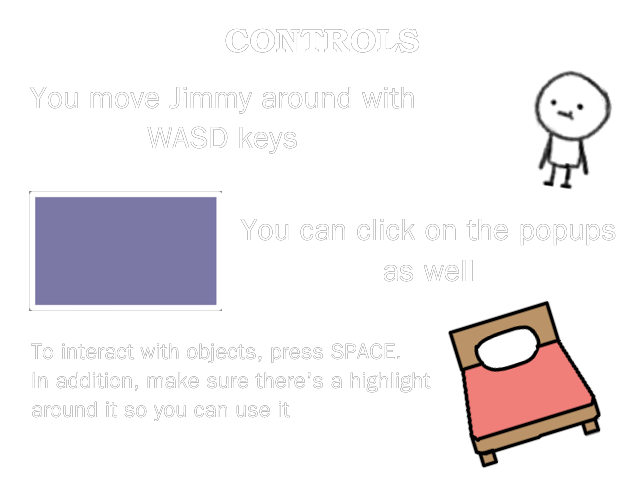 CONTROLS
You move Jimmy around with
WASD keys
You can click on the popups
as well
To interact with objects, press SPACE.
In addition, make sure there's a highlight
around it so you can use it